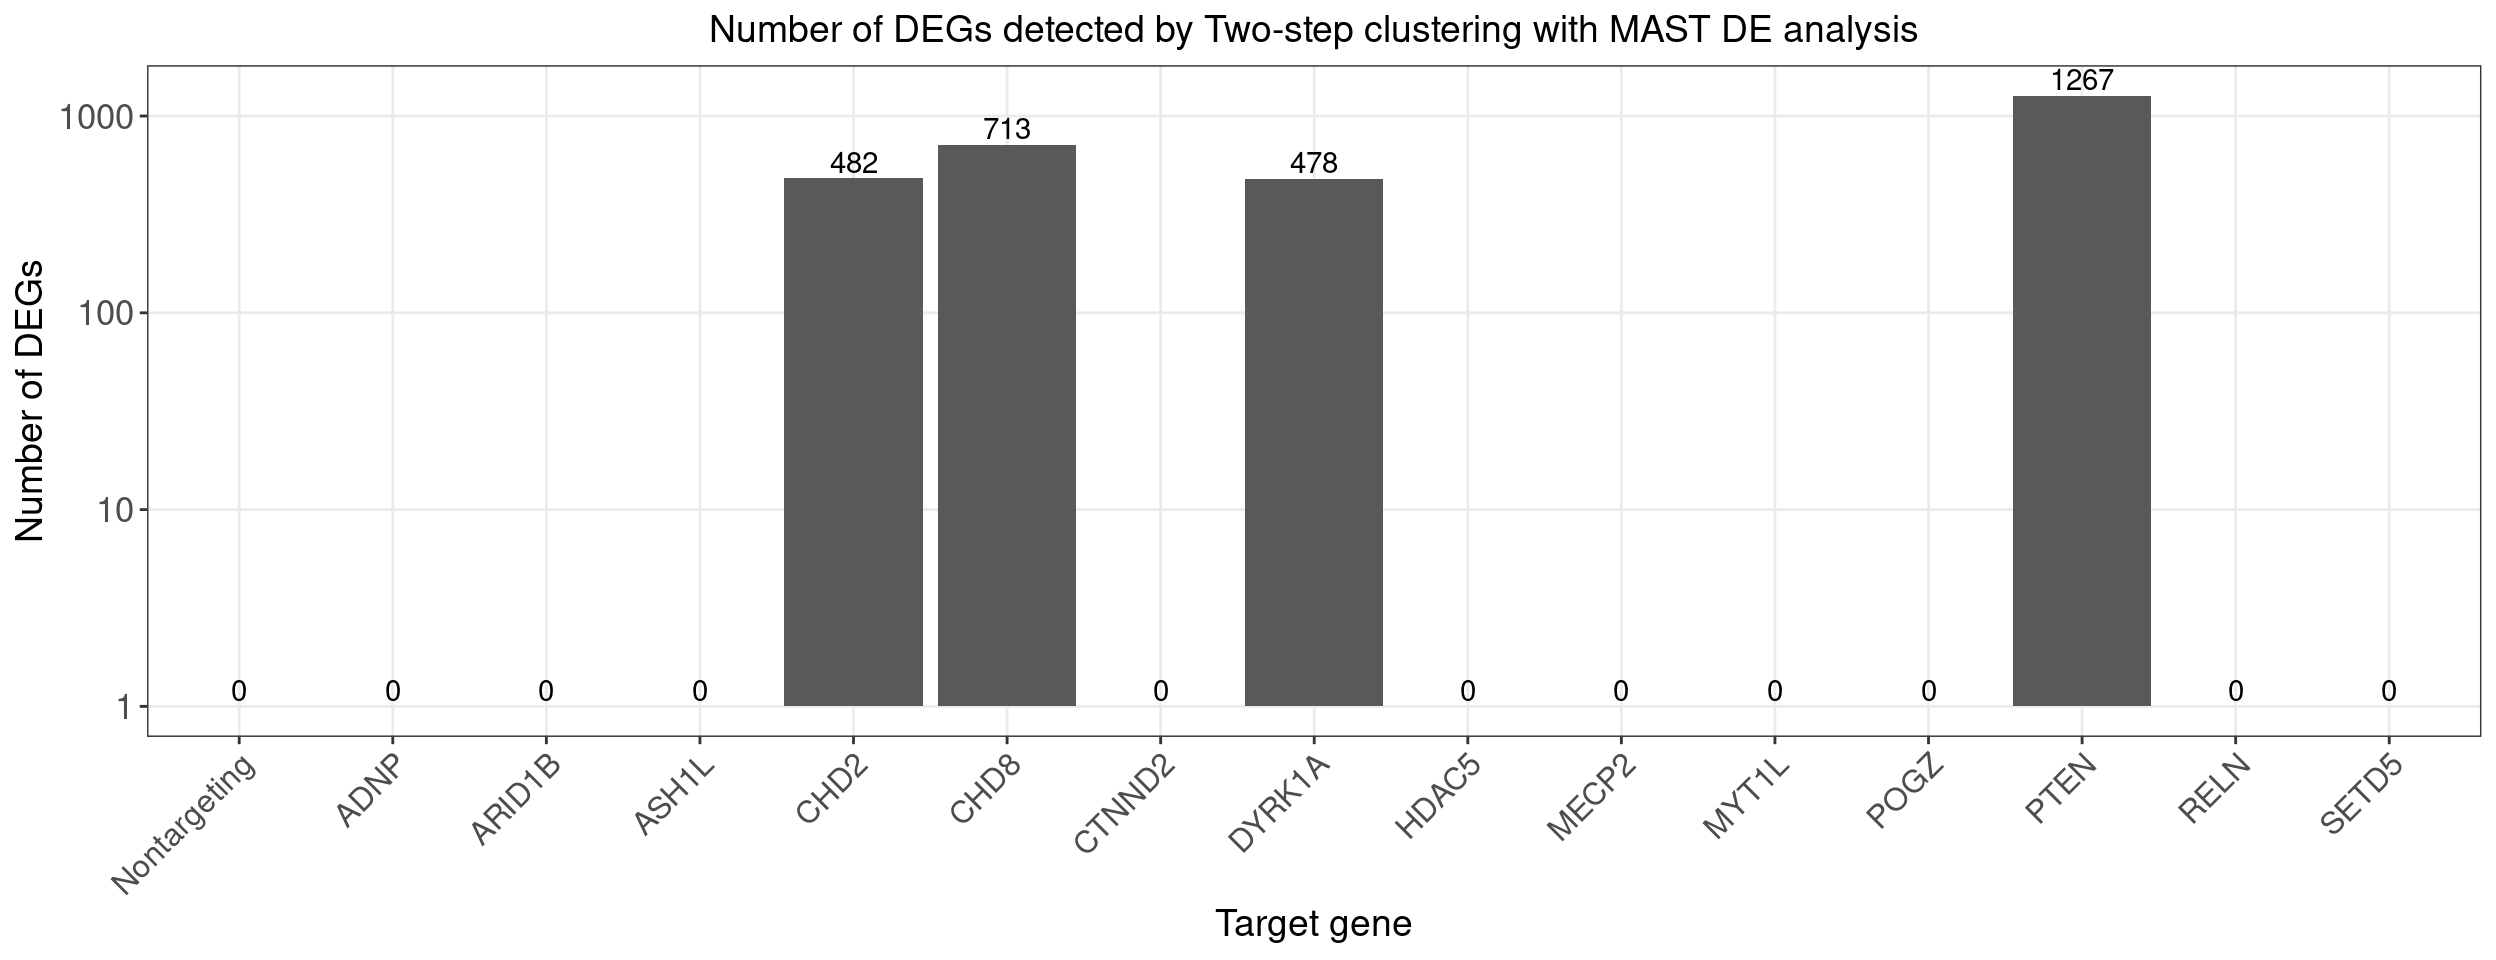 Number of DEGs detected by Two-step clustering with MAST DE analysis
Number of DEGs
1000
100
10
1
0
0
0
0
482
713
0
478
0
0
0
0
1267
0
0
Nontargeting
ADNP
ARID1B
ASH1L
CHD2
CHD8
CTNND2
DYRK1A
HDAC5
MECP2
MYT1L
POGZ
PTEN
RELN
SETD5
Target gene